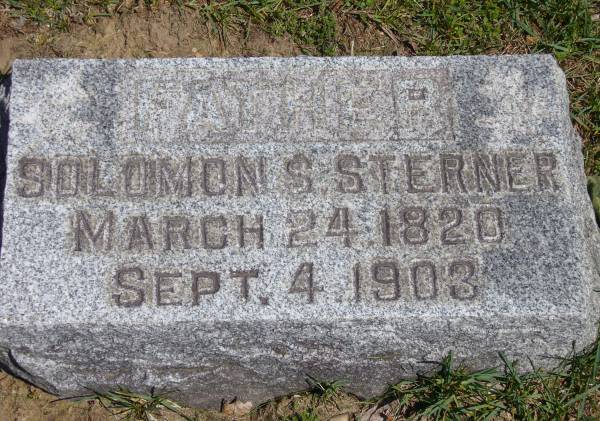 FATHER
SOLOMON S. STERNER
MARCH 24 1820
SEPT. 4 1903